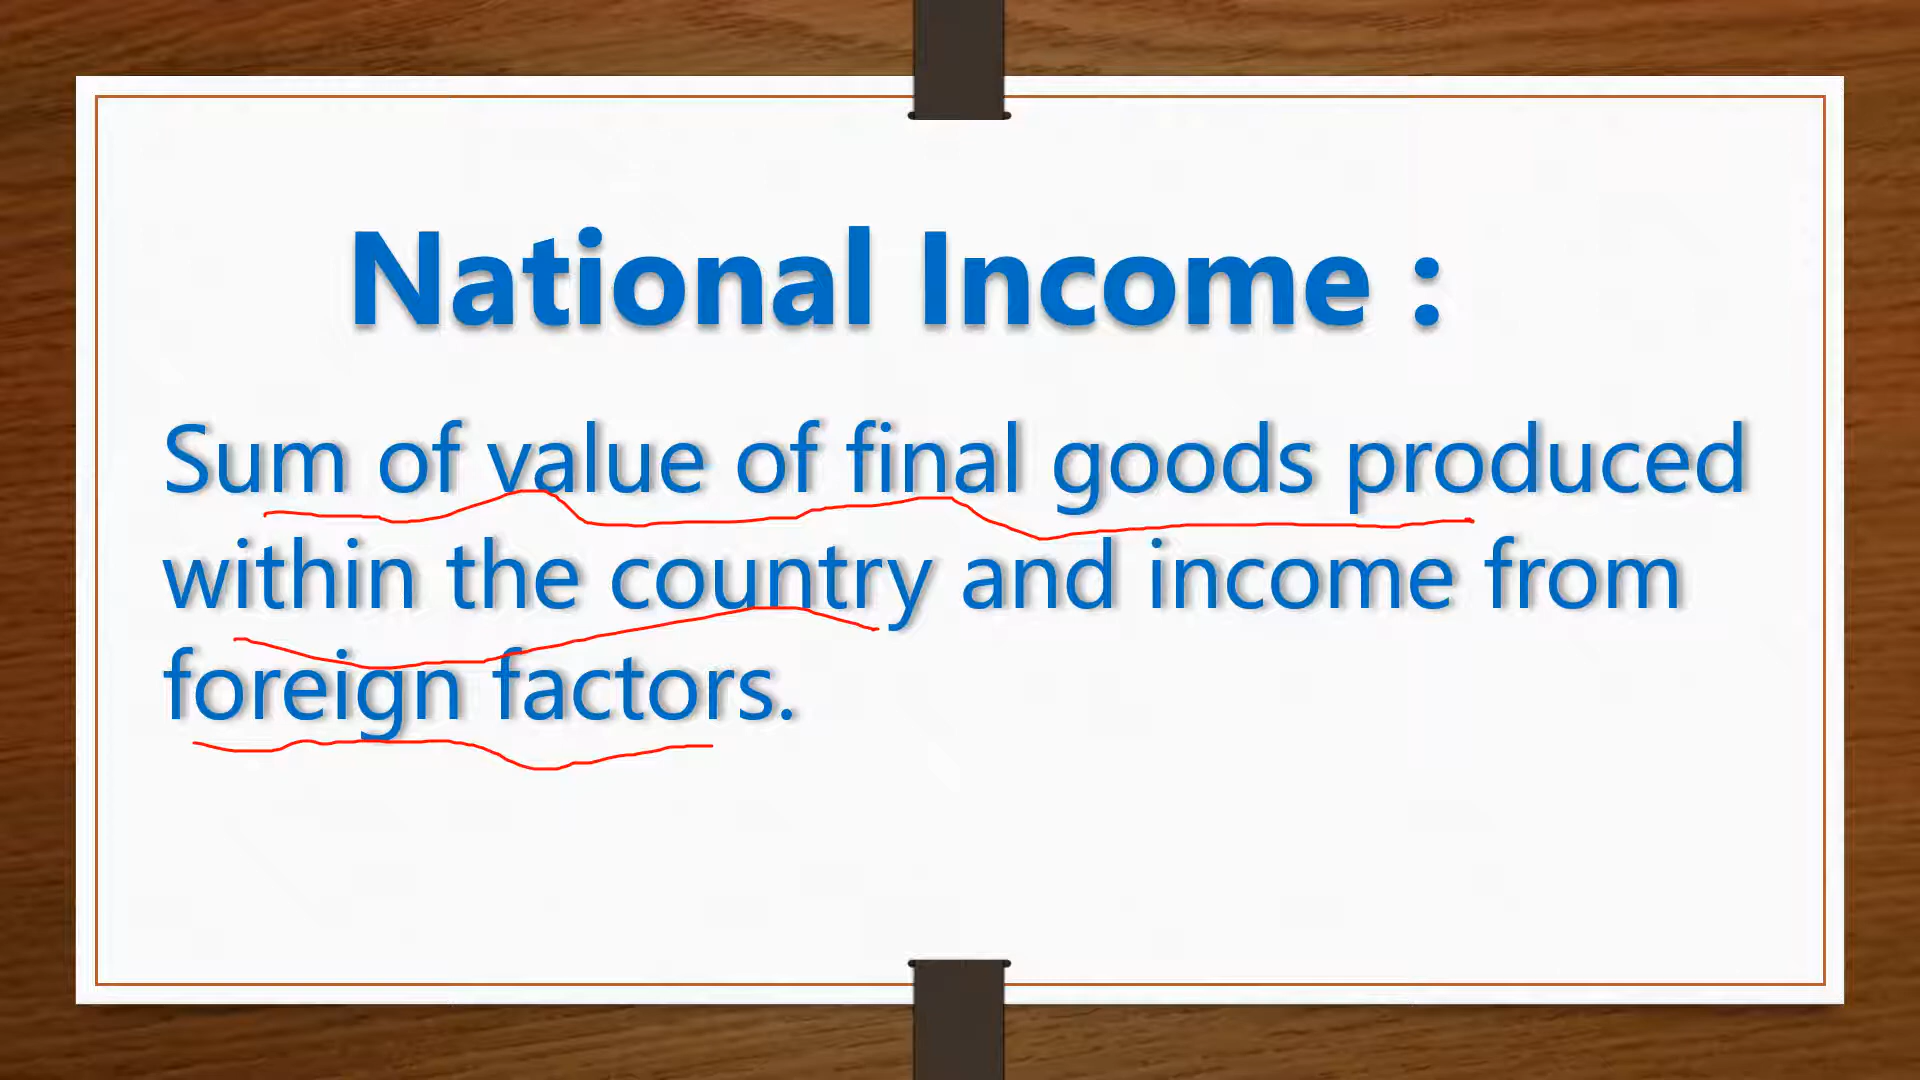 National Income :
Sum of value of final goods produced
within the country and income from
foreign factors.